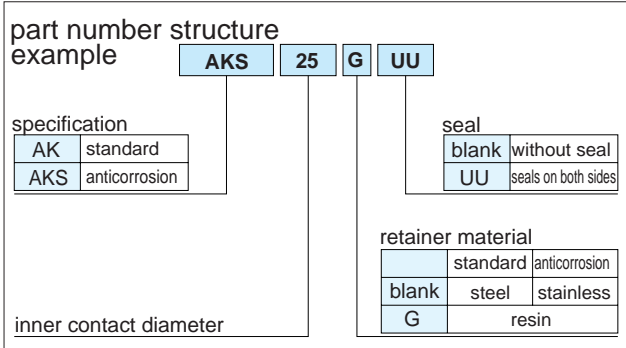 part number structure
example
AKS 25 G UU
specification
AK standard
AKS anticorrosion
seal
blank without seal
UU seals on both sides
retainer material
standard anticorrosion
blank steel stainless
G resin
inner contact diameter